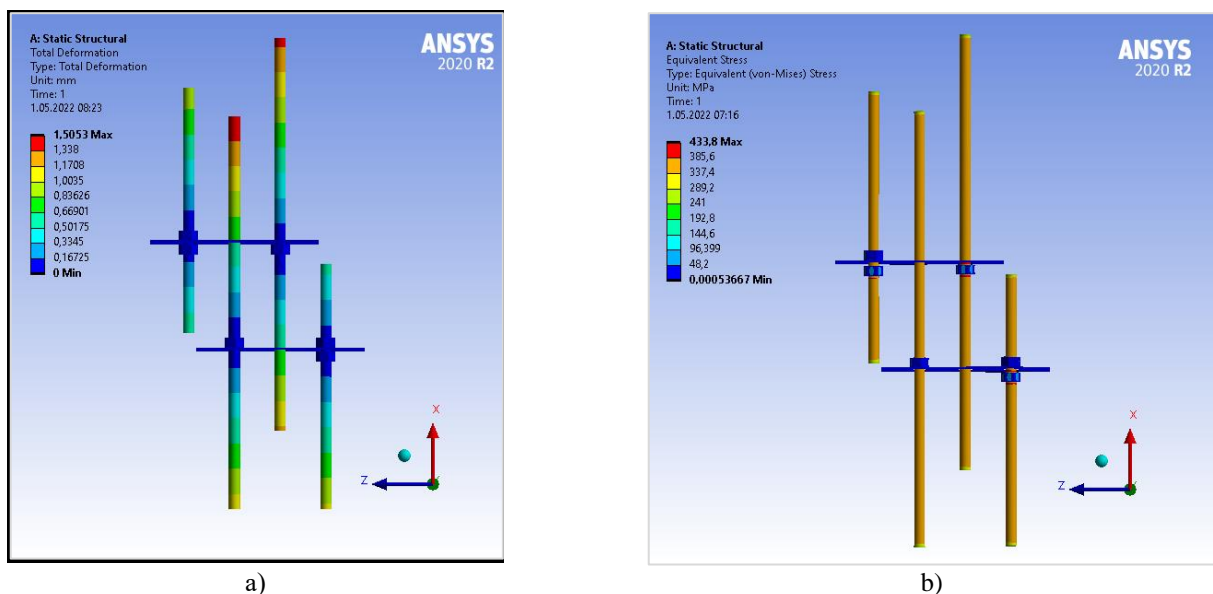 A: Static Structural
Total Deformation
Type: Total Deformation
Unit: mm
Time: 1
1.05.2022 08:23
ANSYS
2020 R2
1,5053 Max
1,338
1,1708
1,0035
0,83626
0,66901
0,50175
0,3345
0,16725
0 Min
X
Z
a)
A: Static Structural
Equivalent Stress
Type: Equivalent (von-Mises) Stress
Unit: MPa
Time: 1
1.05.2022 07:16
ANSYS
2020 R2
433,8 Max
385,6
337,4
289,2
241
192,8
144,6
96,399
48,2
0,00053667 Min
X
Z
b)